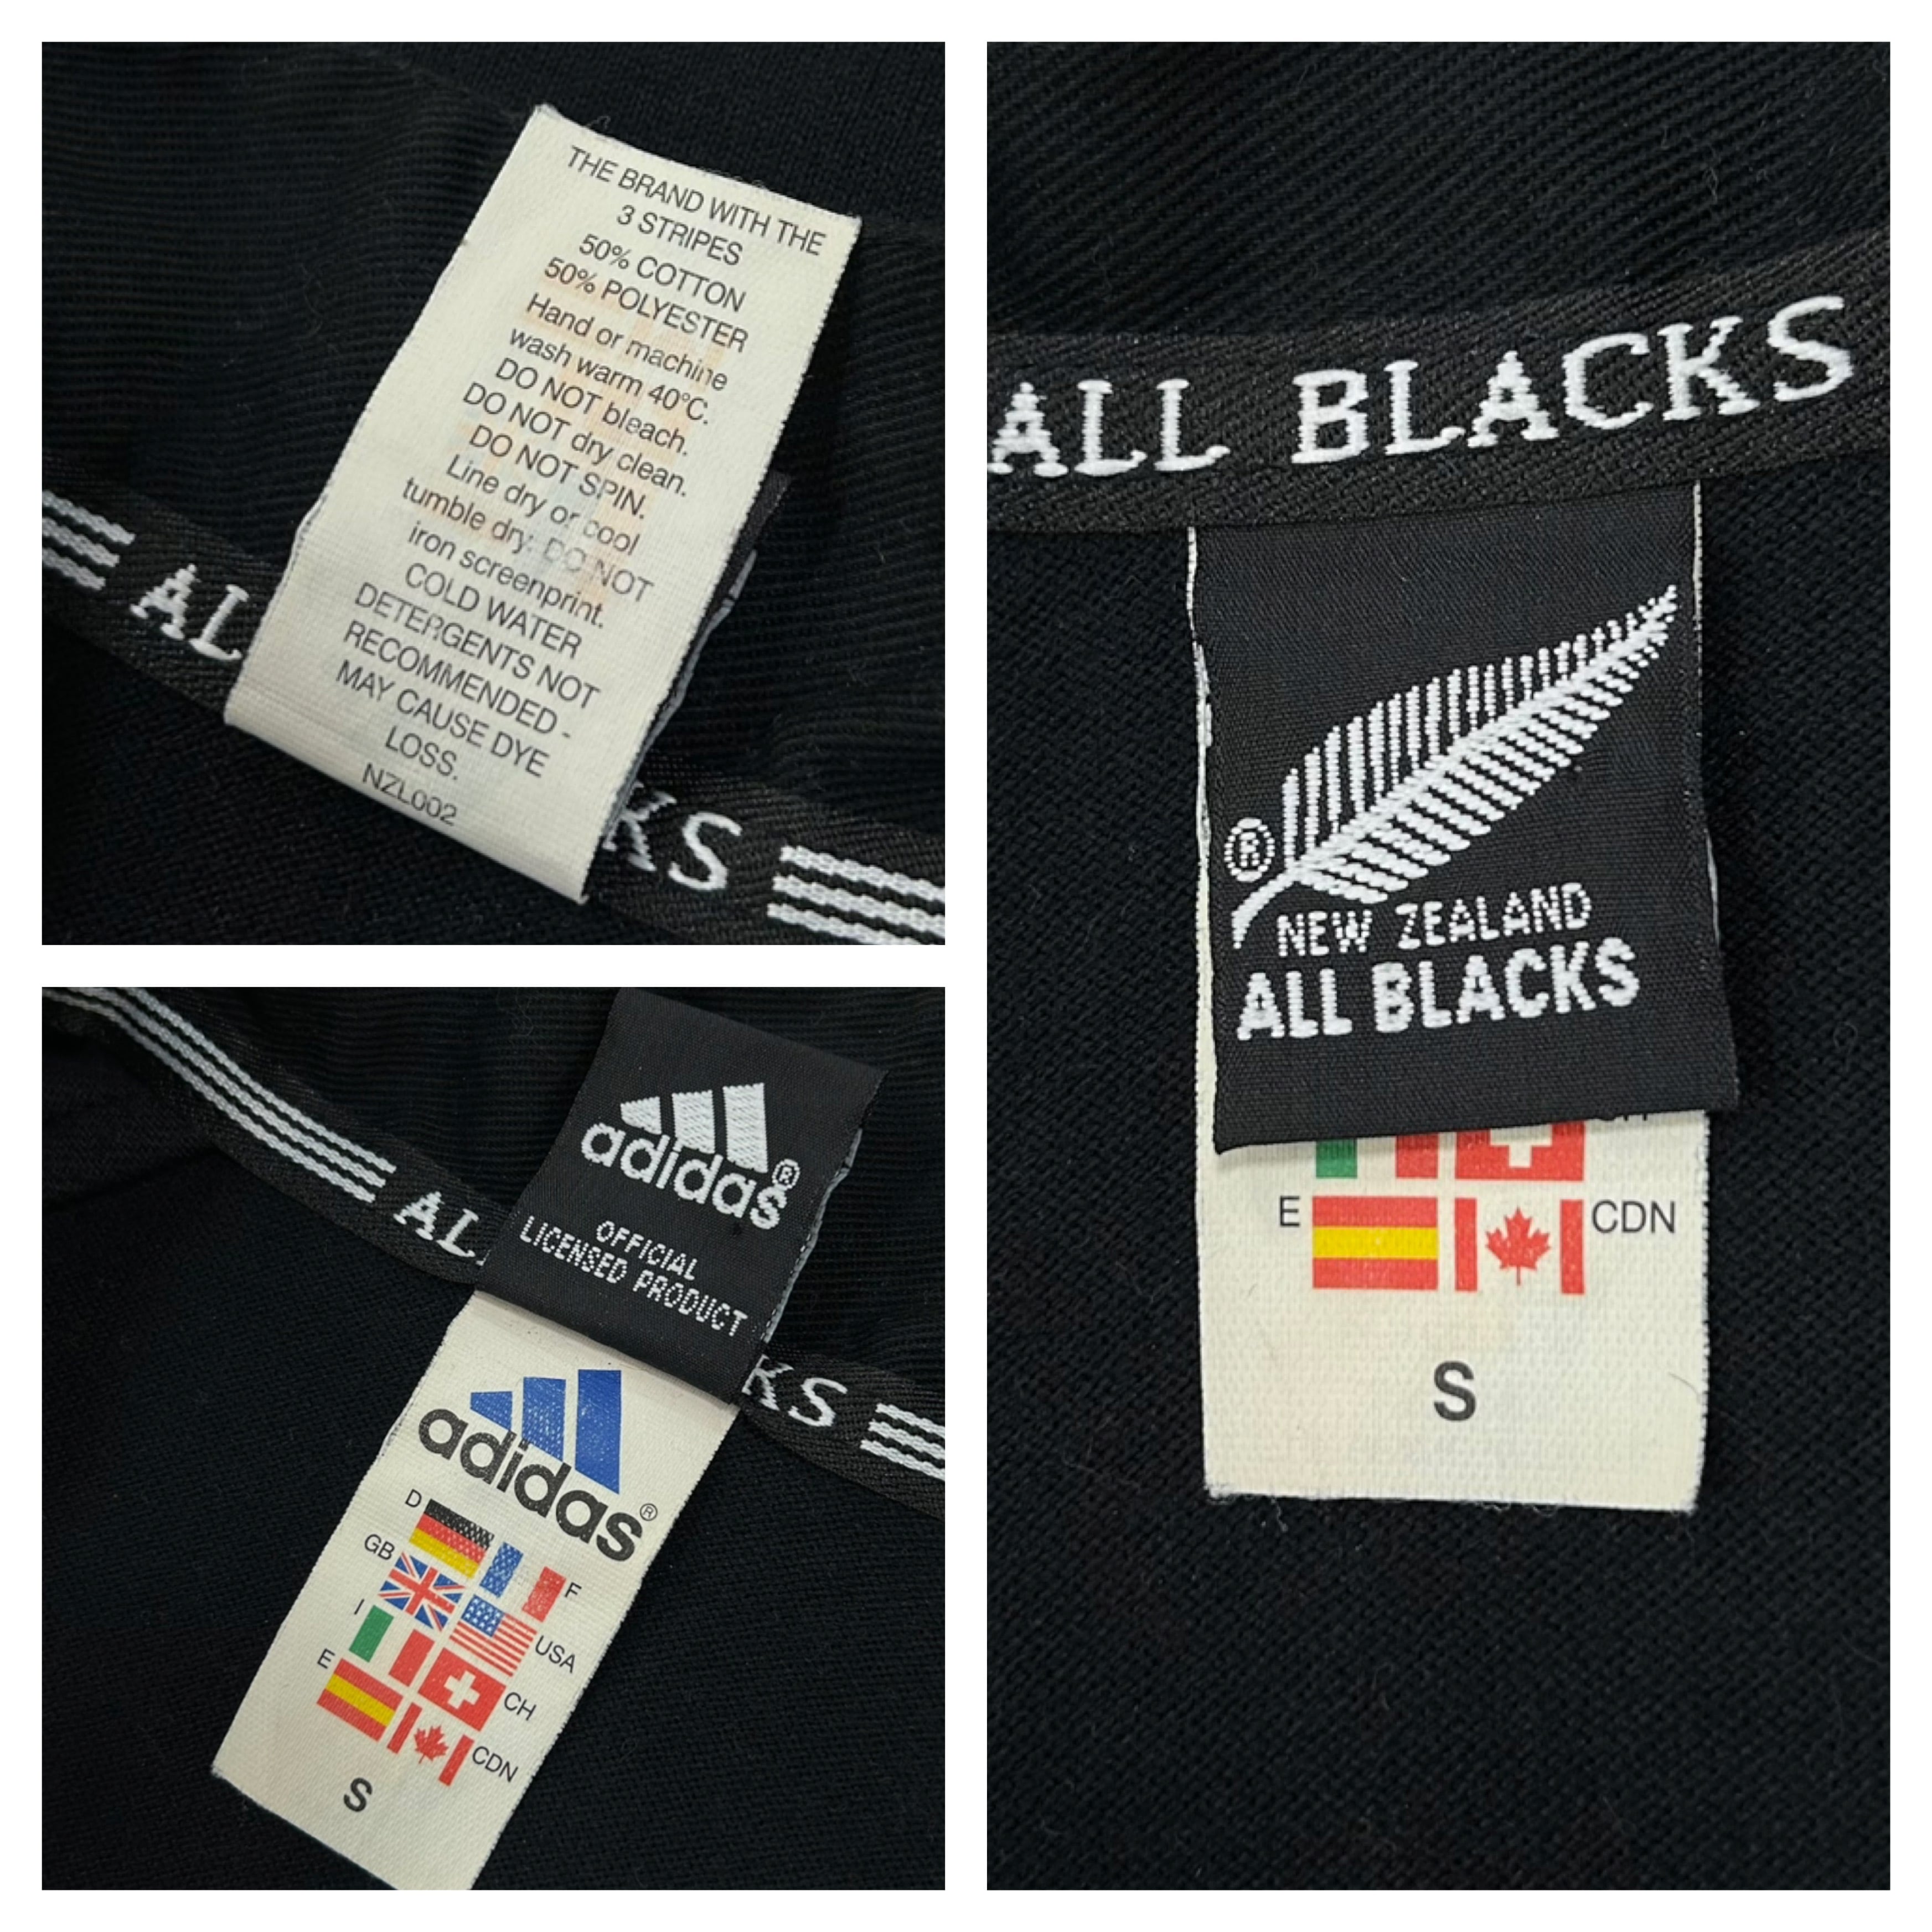 THE BRAND WITH THE
3 STRIPES
50% COTTON
50% POLYESTER
Hand or machine
wash warm 40°C.
DO NOT bleach.
DO NOT dry clean.
DO NOT SPIN.
Line dry or cool
tumble dry. DO NOT
iron screenprint.
COLD WATER
DETERGENTS NOT
RECOMMENDED -
MAY CAUSE DYE
LOSS.
NZL002
AL
KS
adidas®
OFFICIAL
LICENSED PRODUCT
AL
KS
adidas®
D
F
GB
USA
I
CH
E
CDN
S
ALL BLACKS
®
NEW ZEALAND
ALL BLACKS
E
CDN
S